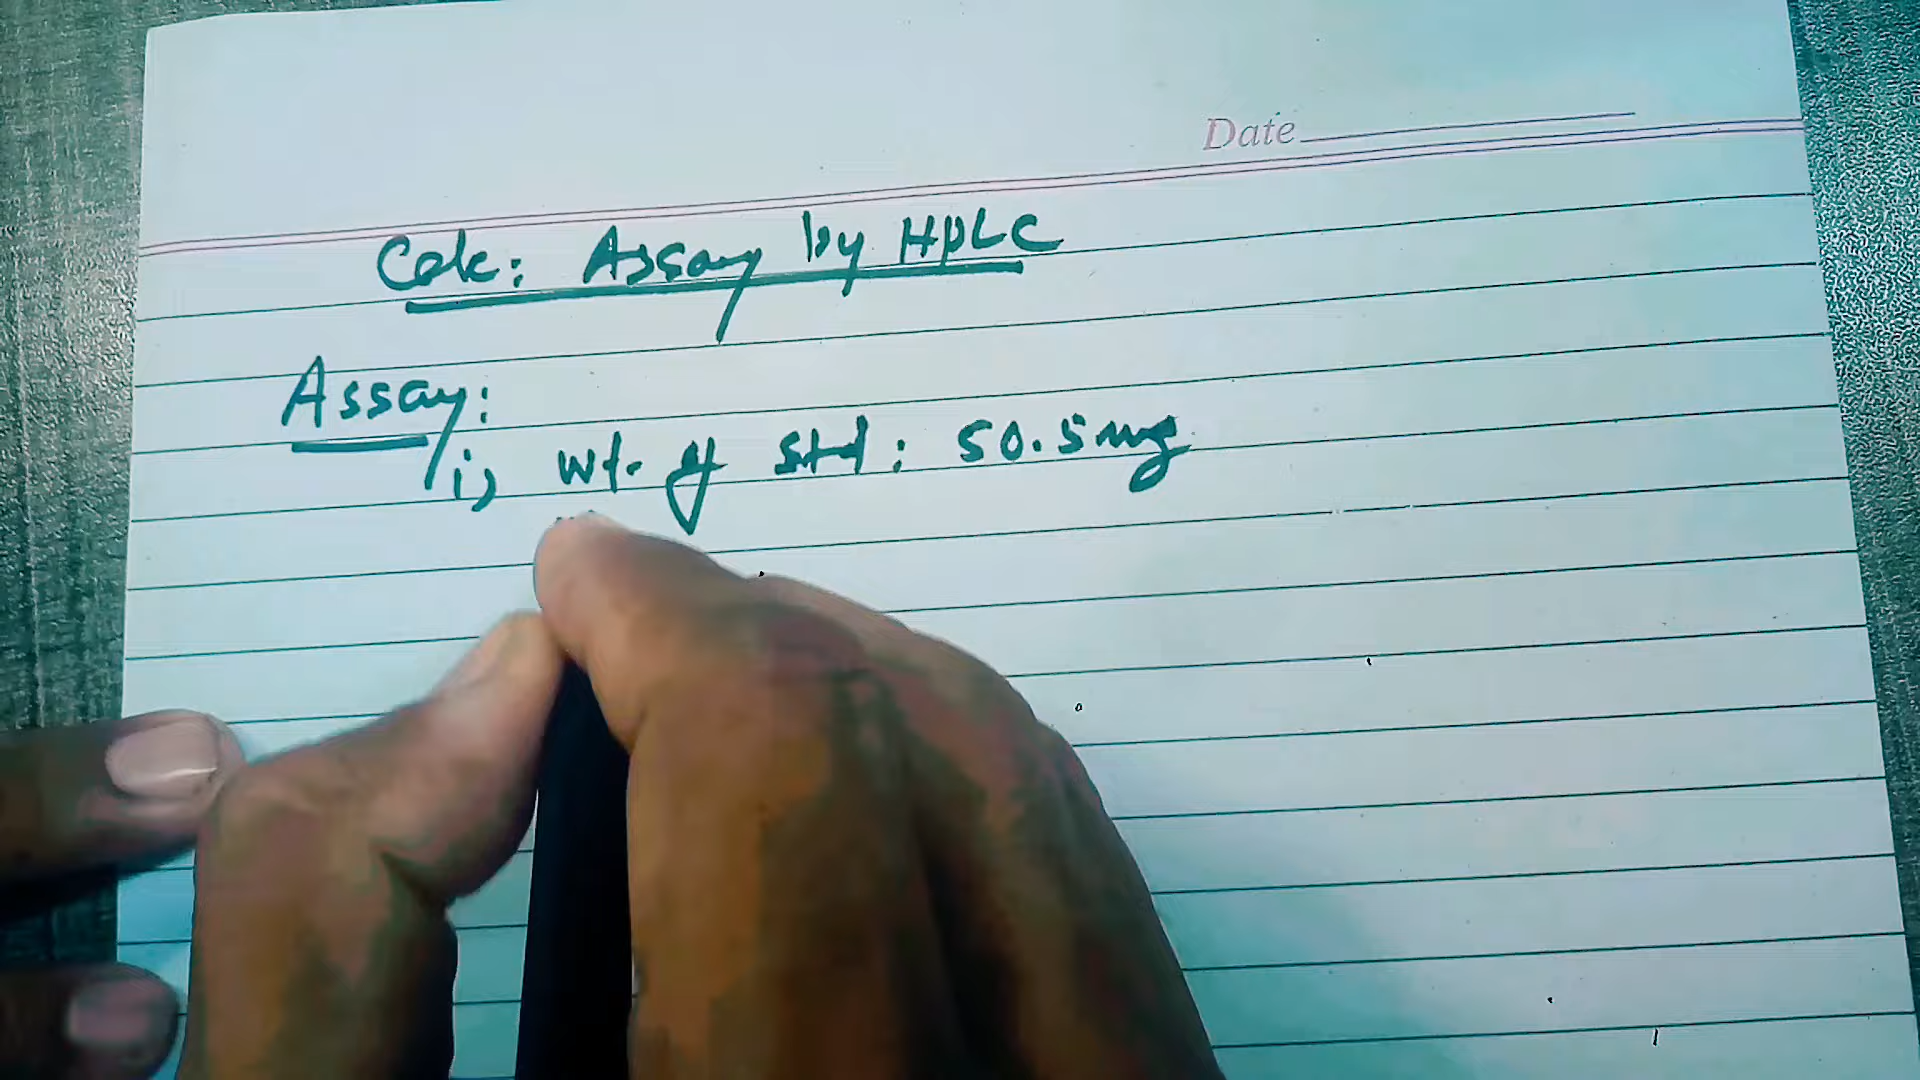 Date
Calc: Assay by HPLC
Assay:
i, Wt. of Std: 50.5mg